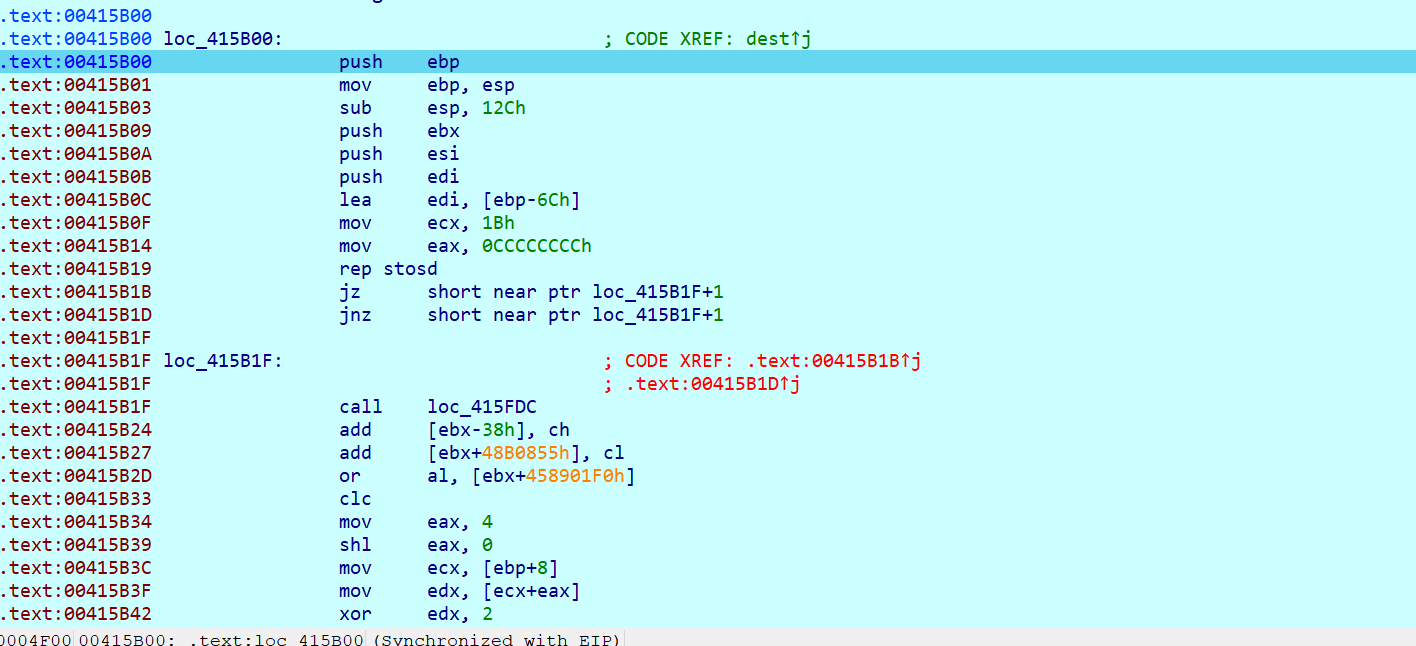 .text:00415B00
.text:00415B00 loc_415B00: ; CODE XREF: dest↑j
.text:00415B00 push ebp
.text:00415B01 mov ebp, esp
.text:00415B03 sub esp, 12Ch
.text:00415B09 push ebx
.text:00415B0A push esi
.text:00415B0B push edi
.text:00415B0C lea edi, [ebp-6Ch]
.text:00415B0F mov ecx, 1Bh
.text:00415B14 mov eax, 0CCCCCCCCh
.text:00415B19 rep stosd
.text:00415B1B jz short near ptr loc_415B1F+1
.text:00415B1D jnz short near ptr loc_415B1F+1
.text:00415B1F
.text:00415B1F loc_415B1F: ; CODE XREF: .text:00415B1B↑j
.text:00415B1F ; .text:00415B1D↑j
.text:00415B1F call loc_415FDC
.text:00415B24 add [ebx-38h], ch
.text:00415B27 add [ebx+48B0855h], cl
.text:00415B2D or al, [ebx+458901F0h]
.text:00415B33 clc
.text:00415B34 mov eax, 4
.text:00415B39 shl eax, 0
.text:00415B3C mov ecx, [ebp+8]
.text:00415B3F mov edx, [ecx+eax]
.text:00415B42 xor edx, 2
0004F00 00415B00: .text:loc_415B00 (Synchronized with EIP)